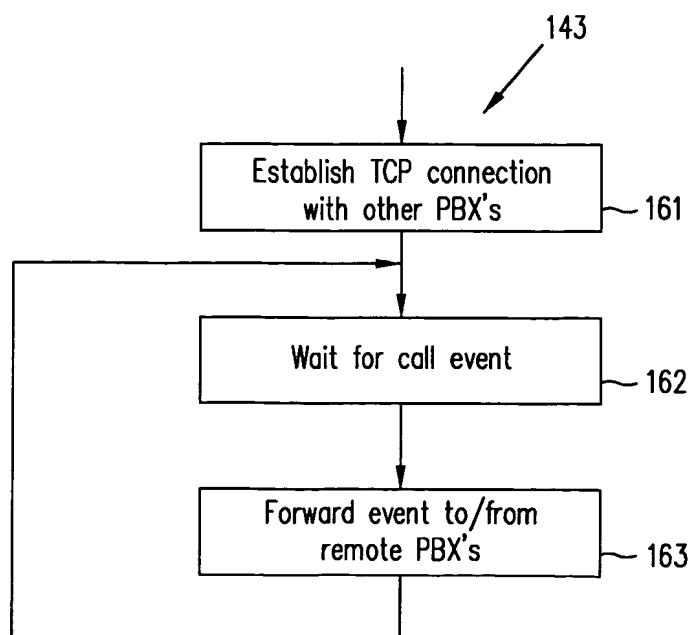 143
Establish TCP connection
with other PBX's
161
Wait for call event
162
Forward event to/from
remote PBX's
163